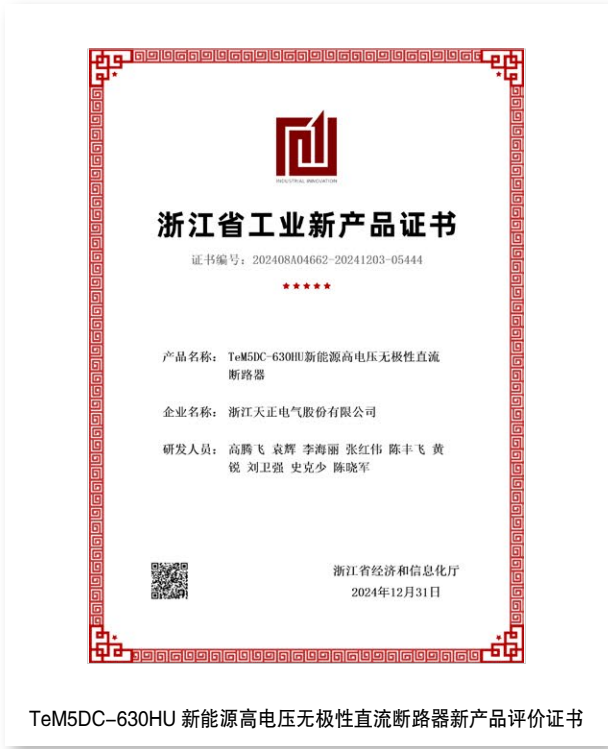 INDUSTRIAL INNOVATION
浙江省工业新产品证书
证书编号：202408A04662-20241203-05444
产品名称： TeM5DC-630HU新能源高电压无极性直流
断路器
企业名称： 浙江天正电气股份有限公司
研发人员： 高腾飞 袁辉 李海丽 张红伟 陈丰飞 黄
锐 刘卫强 史克少 陈晓军
浙江省经济和信息化厅
2024年12月31日
TeM5DC-630HU 新能源高电压无极性直流断路器新产品评价证书